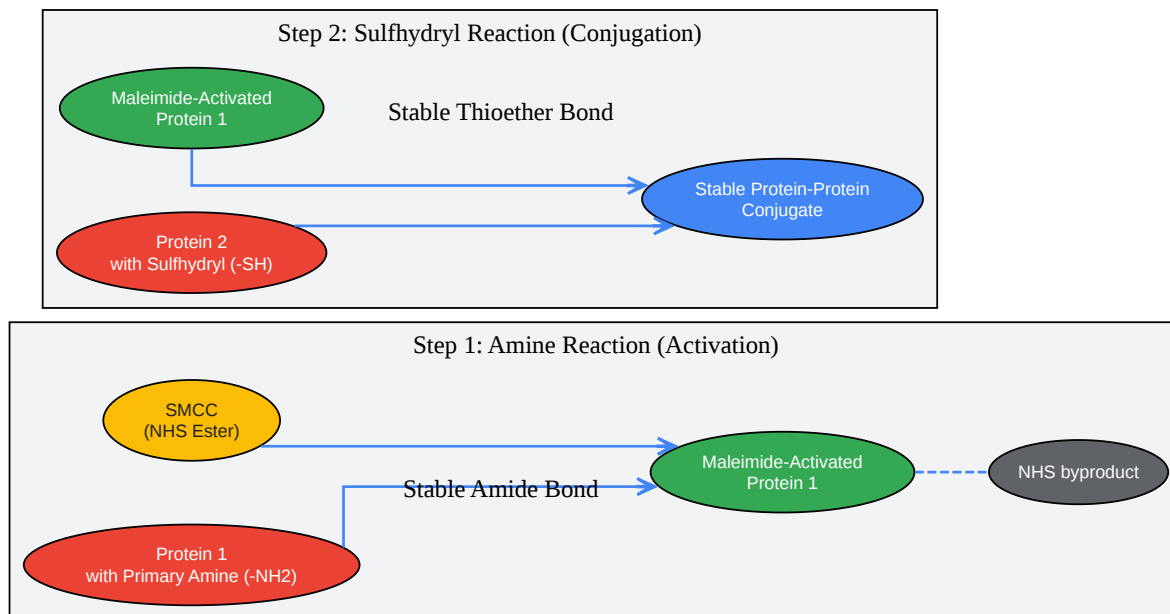 Step 2: Sulfhydryl Reaction (Conjugation)
Maleimide-Activated
Protein 1
Stable Thioether Bond
Stable Protein-Protein
Conjugate
Protein 2
with Sulfhydryl (-SH)
Step 1: Amine Reaction (Activation)
SMCC
(NHS Ester)
Maleimide-Activated
Protein 1
NHS byproduct
Stable Amide Bond
Protein 1
with Primary Amine (-NH2)